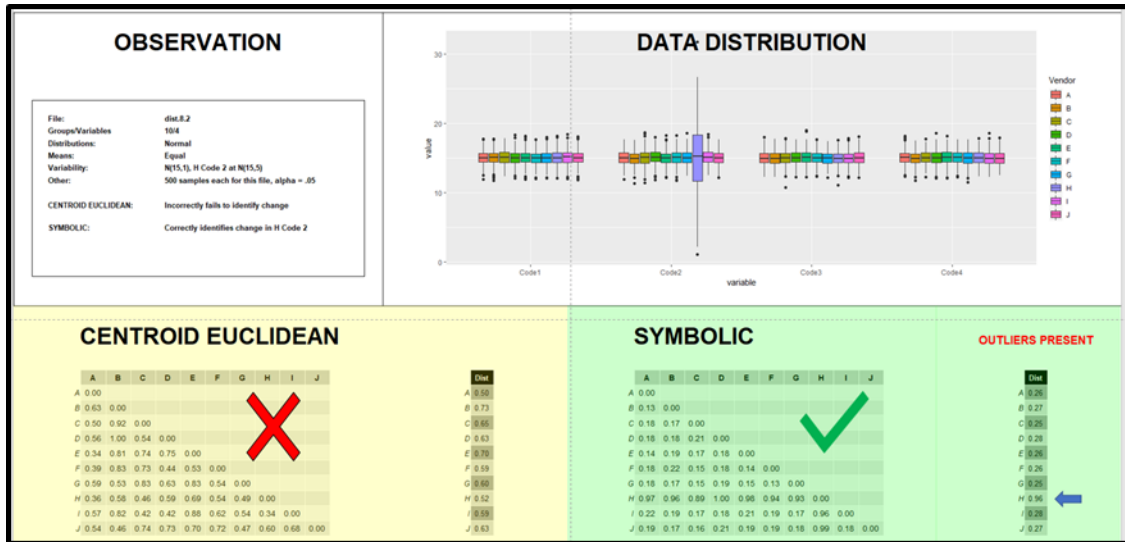 OBSERVATION
File: dist.8.2
Groups/Variables 10/4
Distributions: Normal
Means: Equal
Variability: N(15,1), H Code 2 at N(15,5)
Other: 500 samples each for this file, alpha = .05
CENTROID EUCLIDEAN: Incorrectly fails to identify change
SYMBOLIC: Correctly identifies change in H Code 2
DATA DISTRIBUTION
30
20
10
0
value
Code1 Code2 Code3 Code4
variable
Vendor
A
B
C
D
E
F
G
H
I
J
CENTROID EUCLIDEAN
A B C D E F G H I J
A 0.00
B 0.63 0.00
C 0.50 0.92 0.00
D 0.56 1.00 0.54 0.00
E 0.34 0.81 0.74 0.75 0.00
F 0.39 0.83 0.73 0.44 0.53 0.00
G 0.59 0.53 0.83 0.63 0.83 0.54 0.00
H 0.36 0.58 0.46 0.59 0.69 0.54 0.49 0.00
I 0.57 0.82 0.42 0.42 0.88 0.62 0.54 0.34 0.00
J 0.54 0.46 0.74 0.73 0.70 0.72 0.47 0.60 0.68 0.00
Dist
A 0.50
B 0.73
C 0.65
D 0.63
E 0.70
F 0.59
G 0.60
H 0.52
I 0.59
J 0.63
SYMBOLIC
A B C D E F G H I J
A 0.00
B 0.13 0.00
C 0.18 0.17 0.00
D 0.18 0.18 0.21 0.00
E 0.14 0.19 0.17 0.18 0.00
F 0.18 0.22 0.15 0.18 0.14 0.00
G 0.18 0.17 0.15 0.19 0.15 0.13 0.00
H 0.97 0.96 0.89 1.00 0.98 0.94 0.93 0.00
I 0.22 0.19 0.17 0.18 0.21 0.19 0.17 0.96 0.00
J 0.19 0.17 0.16 0.21 0.19 0.19 0.18 0.99 0.18 0.00
OUTLIERS PRESENT
Dist
A 0.26
B 0.27
C 0.25
D 0.28
E 0.26
F 0.26
G 0.25
H 0.96
I 0.28
J 0.27